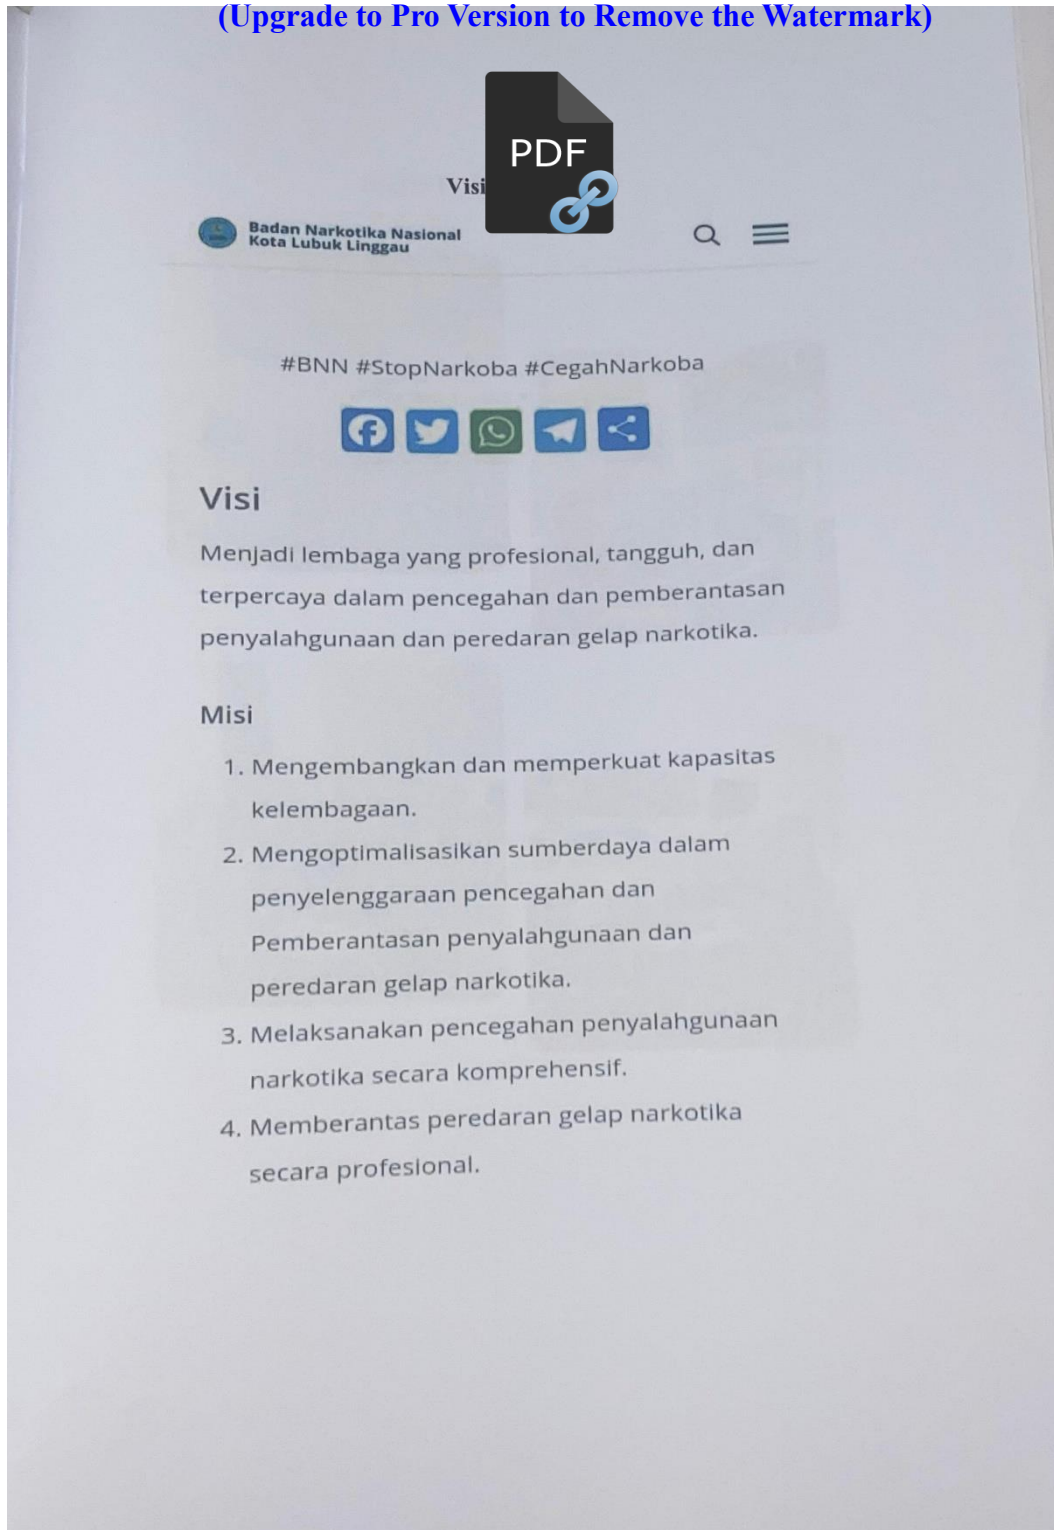 (Upgrade to Pro Version to Remove the Watermark)
PDF
Visi
Badan Narkotika Nasional
Kota Lubuk Linggau
#BNN #StopNarkoba #CegahNarkoba
Visi
Menjadi lembaga yang profesional, tangguh, dan
terpercaya dalam pencegahan dan pemberantasan
penyalahgunaan dan peredaran gelap narkotika.
Misi
1. Mengembangkan dan memperkuat kapasitas
kelembagaan.
2. Mengoptimalisasikan sumberdaya dalam
penyelenggaraan pencegahan dan
Pemberantasan penyalahgunaan dan
peredaran gelap narkotika.
3. Melaksanakan pencegahan penyalahgunaan
narkotika secara komprehensif.
4. Memberantas peredaran gelap narkotika
secara profesional.